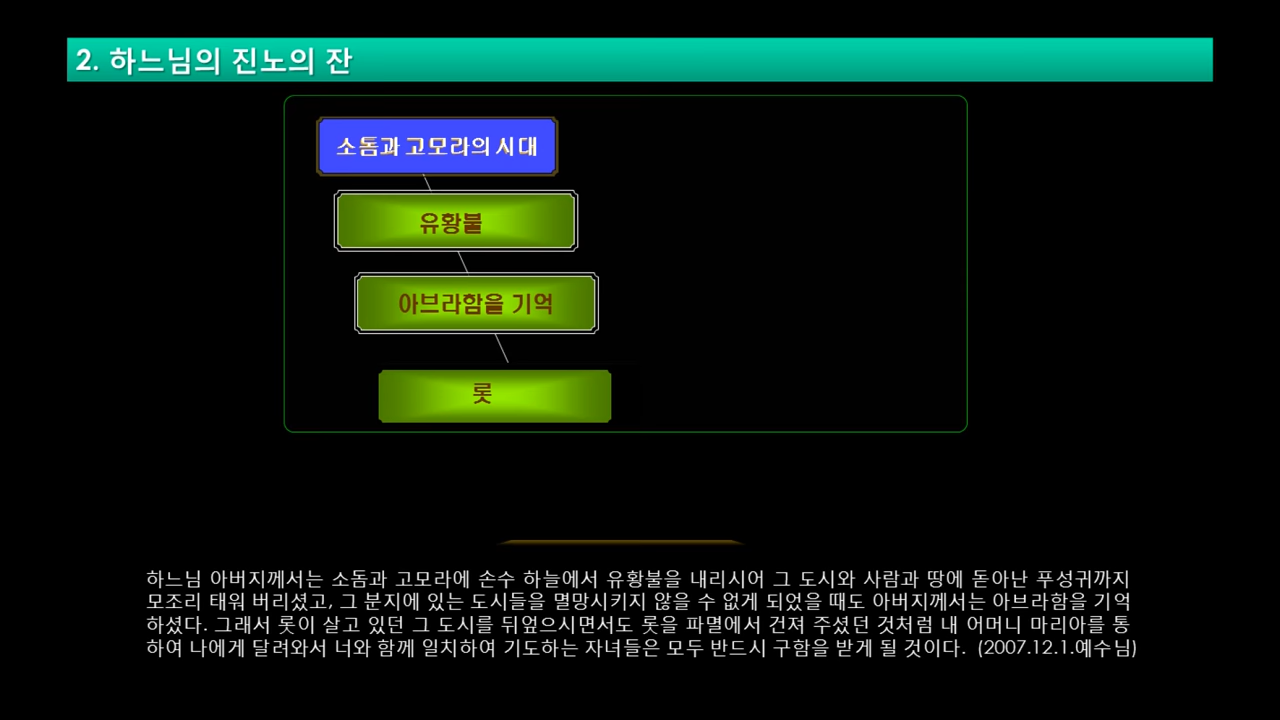 2. 하느님의 진노의 잔
소돔과 고모라의 시대
유황불
아브라함을 기억
롯
하느님 아버지께서는 소돔과 고모라에 손수 하늘에서 유황불을 내리시어 그 도시와 사람과 땅에 돋아난 푸성귀까지
모조리 태워 버리셨고, 그 분지에 있는 도시들을 멸망시키지 않을 수 없게 되었을 때도 아버지께서는 아브라함을 기억
하셨다. 그래서 롯이 살고 있던 그 도시를 뒤엎으시면서도 롯을 파멸에서 건져 주셨던 것처럼 내 어머니 마리아를 통
하여 나에게 달려와서 너와 함께 일치하여 기도하는 자녀들은 모두 반드시 구함을 받게 될 것이다. (2007.12.1.예수님)